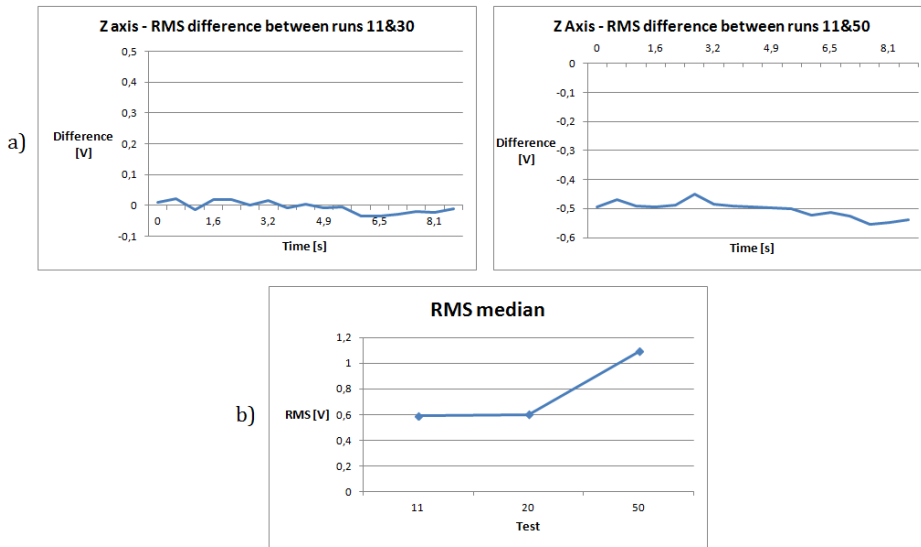 a)
Z axis - RMS difference between runs 11&30
0,5
0,4
0,3
0,2
0,1
0
-0,1
Difference
[V]
0 1,6 3,2 4,9 6,5 8,1
Time [s]
Z Axis - RMS difference between runs 11&50
0 1,6 3,2 4,9 6,5 8,1
0
-0,1
-0,2
-0,3
-0,4
-0,5
-0,6
Difference
[V]
Time [s]
b)
RMS median
1,2
1
0,8
0,6
0,4
0,2
0
RMS [V]
11 20 50
Test